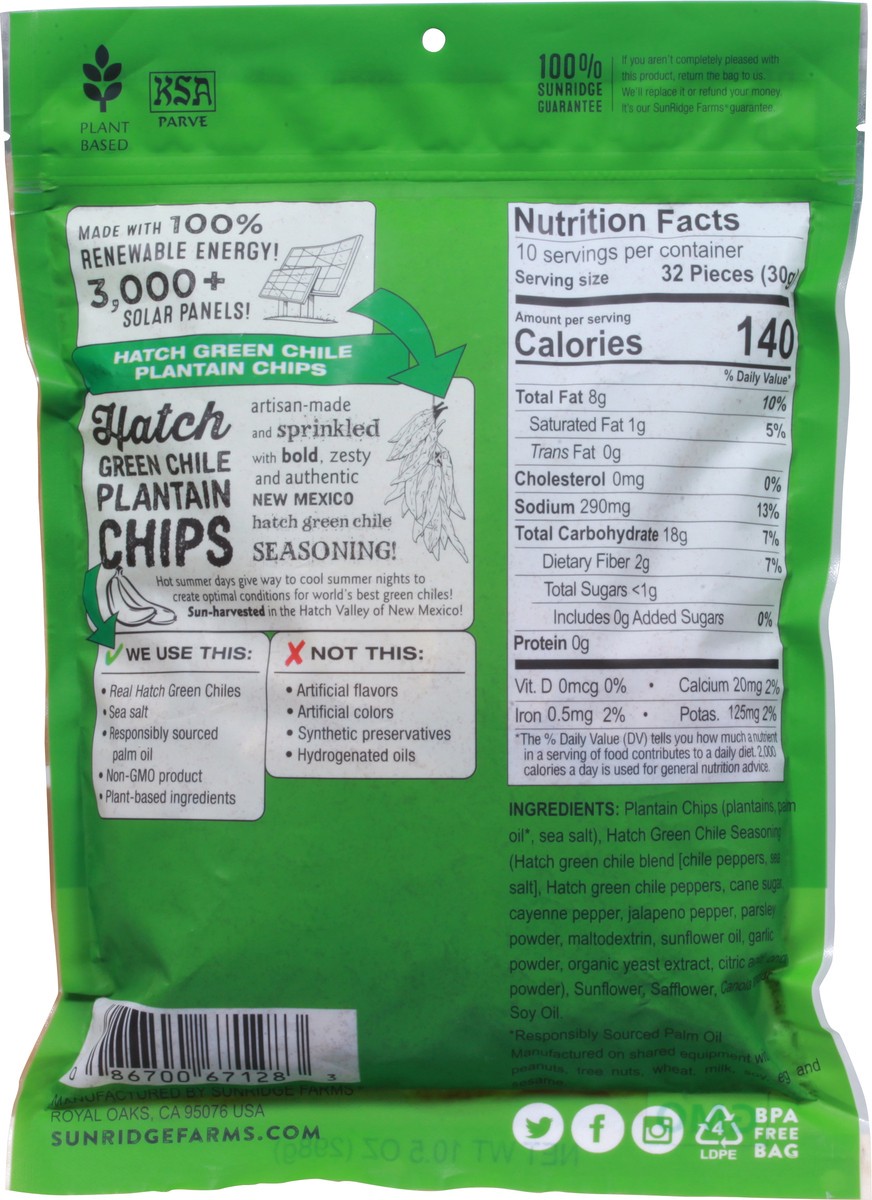 PLANT
BASED
KSA
PARVE
100%
SUNRIDGE
GUARANTEE
If you aren't completely pleased with
this product, return the bag to us.
We'll replace it or refund your money.
It's our SunRidge Farms® guarantee.
MADE WITH 100%
RENEWABLE ENERGY!
3,000+
SOLAR PANELS!
HATCH GREEN CHILE
PLANTAIN CHIPS
Hatch
GREEN CHILE
PLANTAIN
CHIPS
artisan-made
and sprinkled
with bold, zesty
and authentic
NEW MEXICO
hatch green chile
SEASONING!
Hot summer days give way to cool summer nights to
create optimal conditions for world's best green chiles!
Sun-harvested in the Hatch Valley of New Mexico!
WE USE THIS:
• Real Hatch Green Chiles
• Sea salt
• Responsibly sourced
palm oil
• Non-GMO product
• Plant-based ingredients
NOT THIS:
• Artificial flavors
• Artificial colors
• Synthetic preservatives
• Hydrogenated oils
Nutrition Facts
10 servings per container
Serving size 32 Pieces (30g
Amount per serving
Calories 140
% Daily Value*
Total Fat 8g 10%
Saturated Fat 1g 5%
Trans Fat 0g
Cholesterol 0mg 0%
Sodium 290mg 13%
Total Carbohydrate 18g 7%
Dietary Fiber 2g 7%
Total Sugars <1g
Includes 0g Added Sugars 0%
Protein 0g
Vit. D 0mcg 0% • Calcium 20mg 2%
Iron 0.5mg 2% • Potas. 125mg 2%
*The % Daily Value (DV) tells you how much a nutrient
in a serving of food contributes to a daily diet. 2,000
calories a day is used for general nutrition advice.
INGREDIENTS: Plantain Chips (plantains, palm
oil*, sea salt), Hatch Green Chile Seasoning
(Hatch green chile blend [chile peppers, sea
salt], Hatch green chile peppers, cane sugar,
cayenne pepper, jalapeno pepper, parsley
powder, maltodextrin, sunflower oil, garlic
powder, organic yeast extract, citric
powder), Sunflower, Safflower, Canola
Soy Oil.
*Responsibly Sourced Palm Oil
Manufactured on shared equipment
peanuts, tree nuts, wheat, milk, egg and
sesame.
0 86700 67128 3
MANUFACTURED BY SUNRIDGE FARMS
ROYAL OAKS, CA 95076 USA
SUNRIDGEFARMS.COM
NET WT 10.5 OZ (298g)
4
LDPE
BPA
FREE
BAG